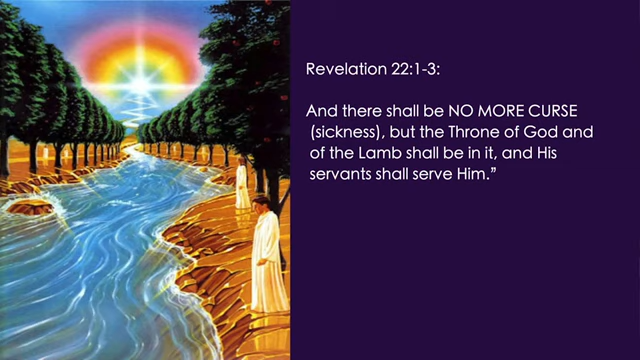 Revelation 22:1-3:
And there shall be NO MORE CURSE
(sickness), but the Throne of God and
of the Lamb shall be in it, and His
servants shall serve Him.”